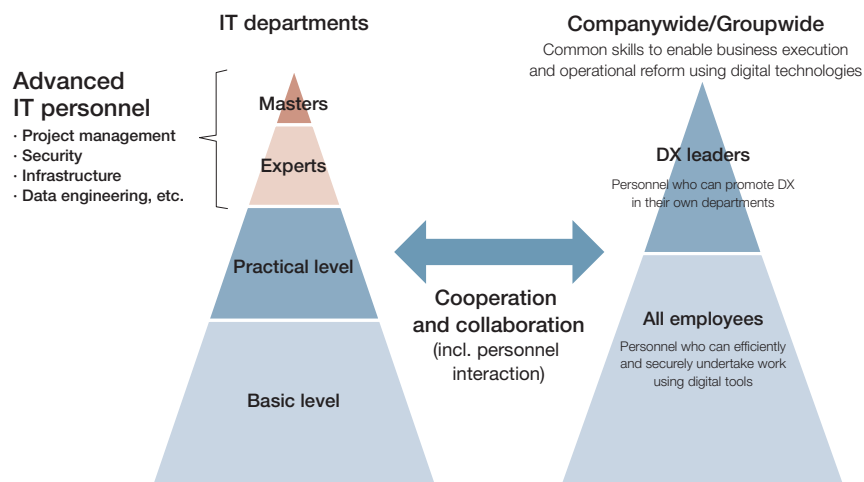 IT departments
Advanced
IT personnel
· Project management
· Security
· Infrastructure
· Data engineering, etc.
Masters
Experts
Practical level
Basic level
Cooperation
and collaboration
(incl. personnel
interaction)
Companywide/Groupwide
Common skills to enable business execution
and operational reform using digital technologies
DX leaders
Personnel who can promote DX
in their own departments
All employees
Personnel who can efficiently
and securely undertake work
using digital tools